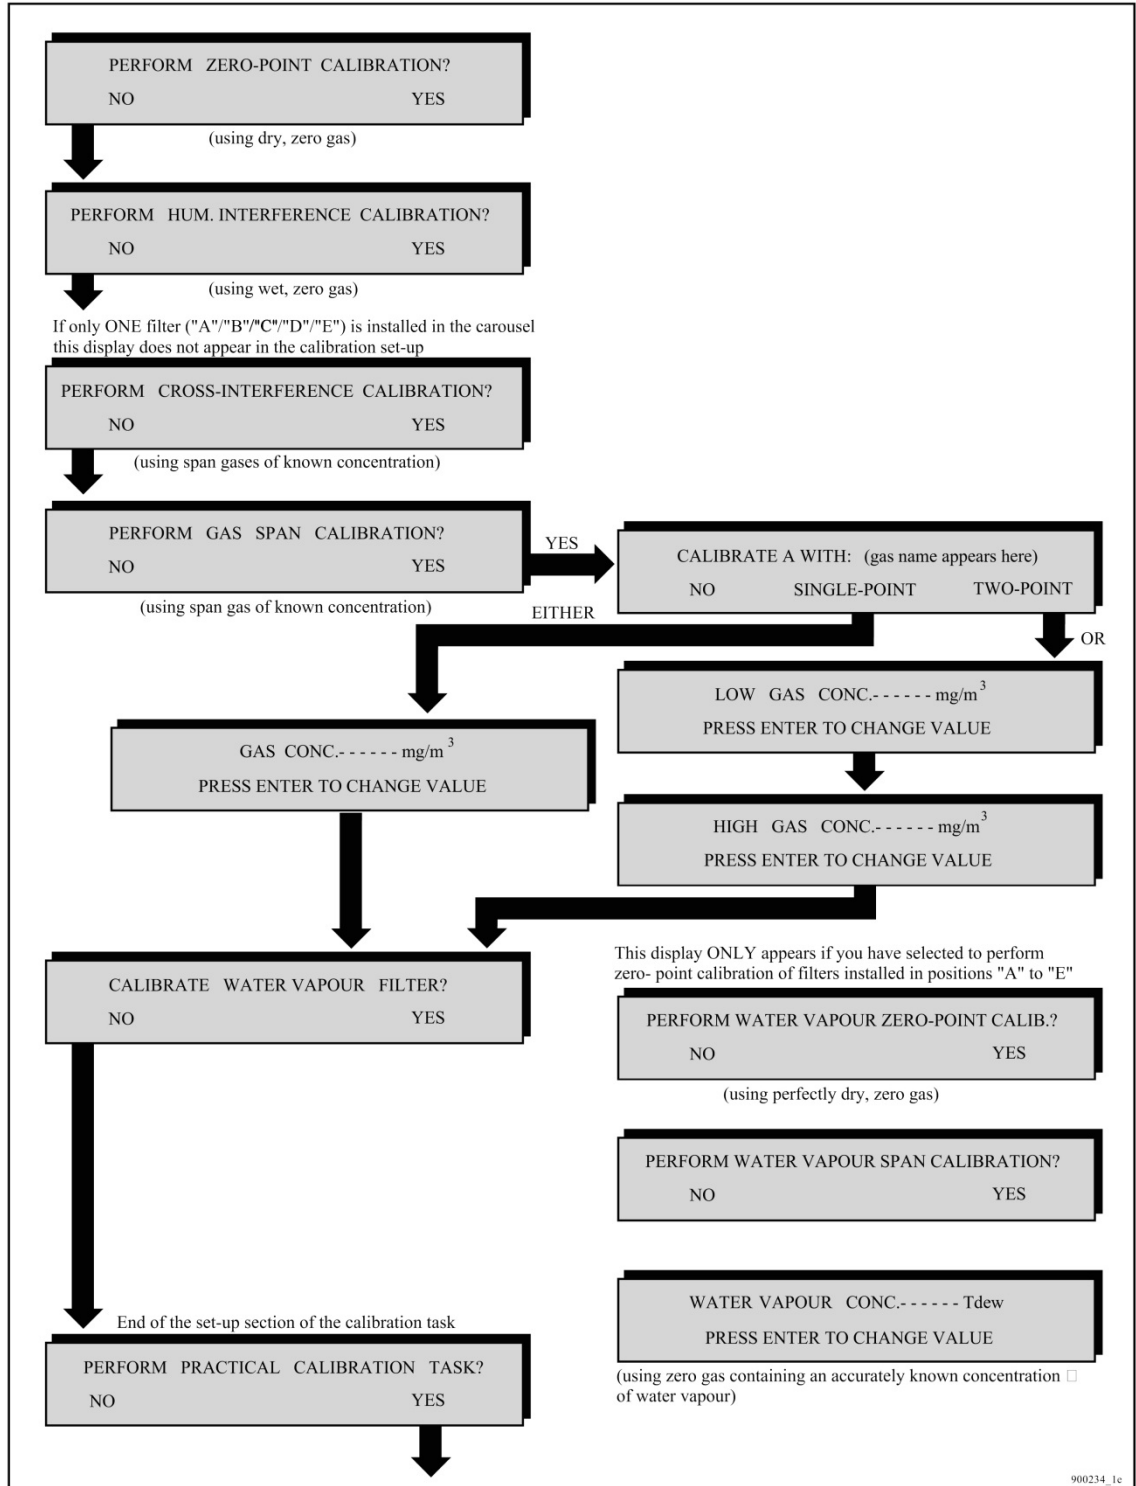 PERFORM ZERO-POINT CALIBRATION?
NO YES
(using dry, zero gas)
PERFORM HUM. INTERFERENCE CALIBRATION?
NO YES
(using wet, zero gas)
If only ONE filter ("A"/"B"/"C"/"D"/"E") is installed in the carousel
this display does not appear in the calibration set-up
PERFORM CROSS-INTERFERENCE CALIBRATION?
NO YES
(using span gases of known concentration)
PERFORM GAS SPAN CALIBRATION?
NO YES
(using span gas of known concentration)
YES
CALIBRATE A WITH: (gas name appears here)
NO SINGLE-POINT TWO-POINT
EITHER
OR
GAS CONC.- - - - - - mg/m³
PRESS ENTER TO CHANGE VALUE
LOW GAS CONC.- - - - - - mg/m³
PRESS ENTER TO CHANGE VALUE
HIGH GAS CONC.- - - - - - mg/m³
PRESS ENTER TO CHANGE VALUE
CALIBRATE WATER VAPOUR FILTER?
NO YES
This display ONLY appears if you have selected to perform
zero- point calibration of filters installed in positions "A" to "E"
PERFORM WATER VAPOUR ZERO-POINT CALIB.?
NO YES
(using perfectly dry, zero gas)
PERFORM WATER VAPOUR SPAN CALIBRATION?
NO YES
WATER VAPOUR CONC.- - - - - - Tdew
PRESS ENTER TO CHANGE VALUE
(using zero gas containing an accurately known concentration □
of water vapour)
End of the set-up section of the calibration task
PERFORM PRACTICAL CALIBRATION TASK?
NO YES
900234_1e